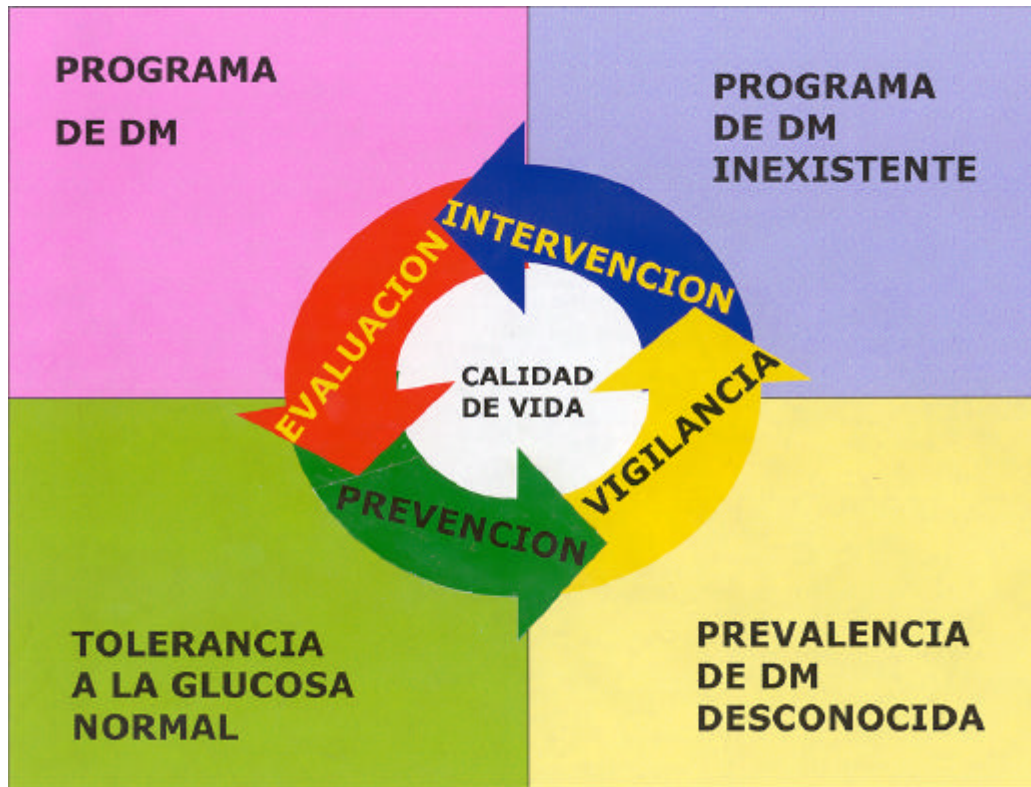 PROGRAMA
DE DM
PROGRAMA
DE DM
INEXISTENTE
INTERVENCION
EVALUACION
CALIDAD
DE VIDA
VIGILANCIA
PREVENCION
TOLERANCIA
A LA GLUCOSA
NORMAL
PREVALENCIA
DE DM
DESCONOCIDA